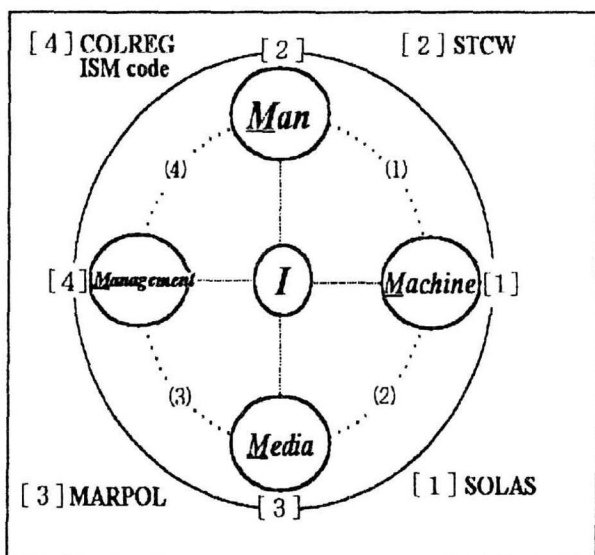 [4] COLREG
ISM code
[2]
[2] STCW
Man
(4)
(1)
[4]
Management
I
Machine
[1]
(3)
(2)
Media
[3] MARPOL
[3]
[1] SOLAS